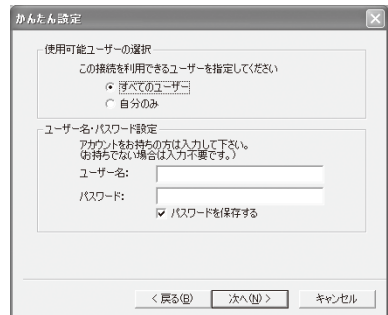 かんたん設定
使用可能ユーザーの選択
この接続を利用できるユーザーを指定してください
すべてのユーザー
自分のみ
ユーザー名・パスワード設定
アカウントをお持ちの方は入力して下さい。
(お持ちでない場合は入力不要です。)
ユーザー名:
パスワード:
パスワードを保存する
< 戻る(B)
次へ(N) >
キャンセル